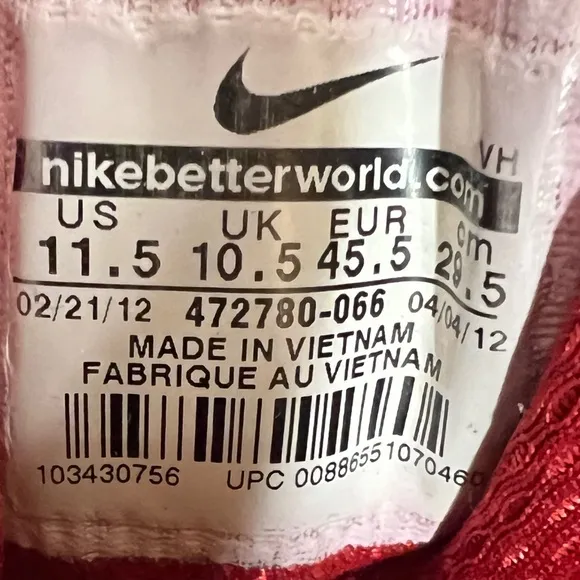 VH
nikebetterworld.com
US UK EUR cm
11.5 10.5 45.5 29.5
02/21/12 472780-066 04/04/12
MADE IN VIETNAM
FABRIQUE AU VIETNAM
103430756 UPC 00886551070460